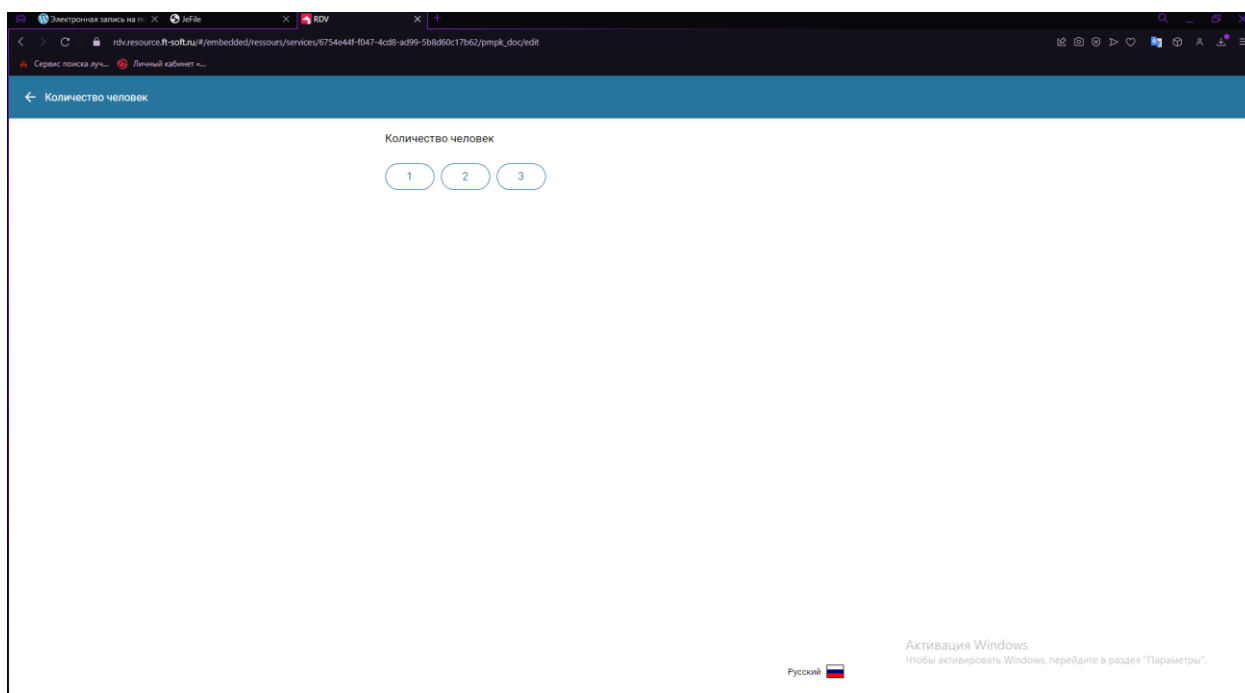 Электронная запись на п
JeFile
RDV
rdv.resource.ft-soft.ru/#/embedded/ressours/services/6754e44f-f047-4cd8-ad99-5b8d60c17b62/pmpk_doc/edit
Сервис поиска луч...
Личный кабинет «...
Количество человек
Количество человек
1 2 3
Активация Windows
Чтобы активировать Windows, перейдите в раздел "Параметры".
Русский